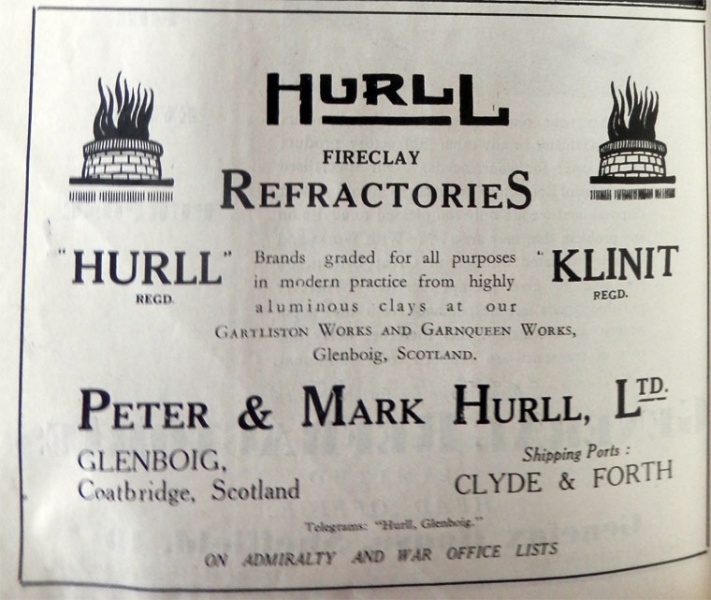 HURLL
FIRECLAY
REFRACTORIES
"HURLL"
REGD.
Brands graded for all purposes
in modern practice from highly
aluminous clays at our
GARTLISTON WORKS AND GARNQUEEN WORKS,
Glenboig, SCOTLAND.
"KLINIT
REGD.
PETER & MARK HURLL, LTD.
GLENBOIG,
Coatbridge, Scotland
Shipping Ports :
CLYDE & FORTH
Telegrams: "Hurll, Glenboig."
ON ADMIRALTY AND WAR OFFICE LISTS